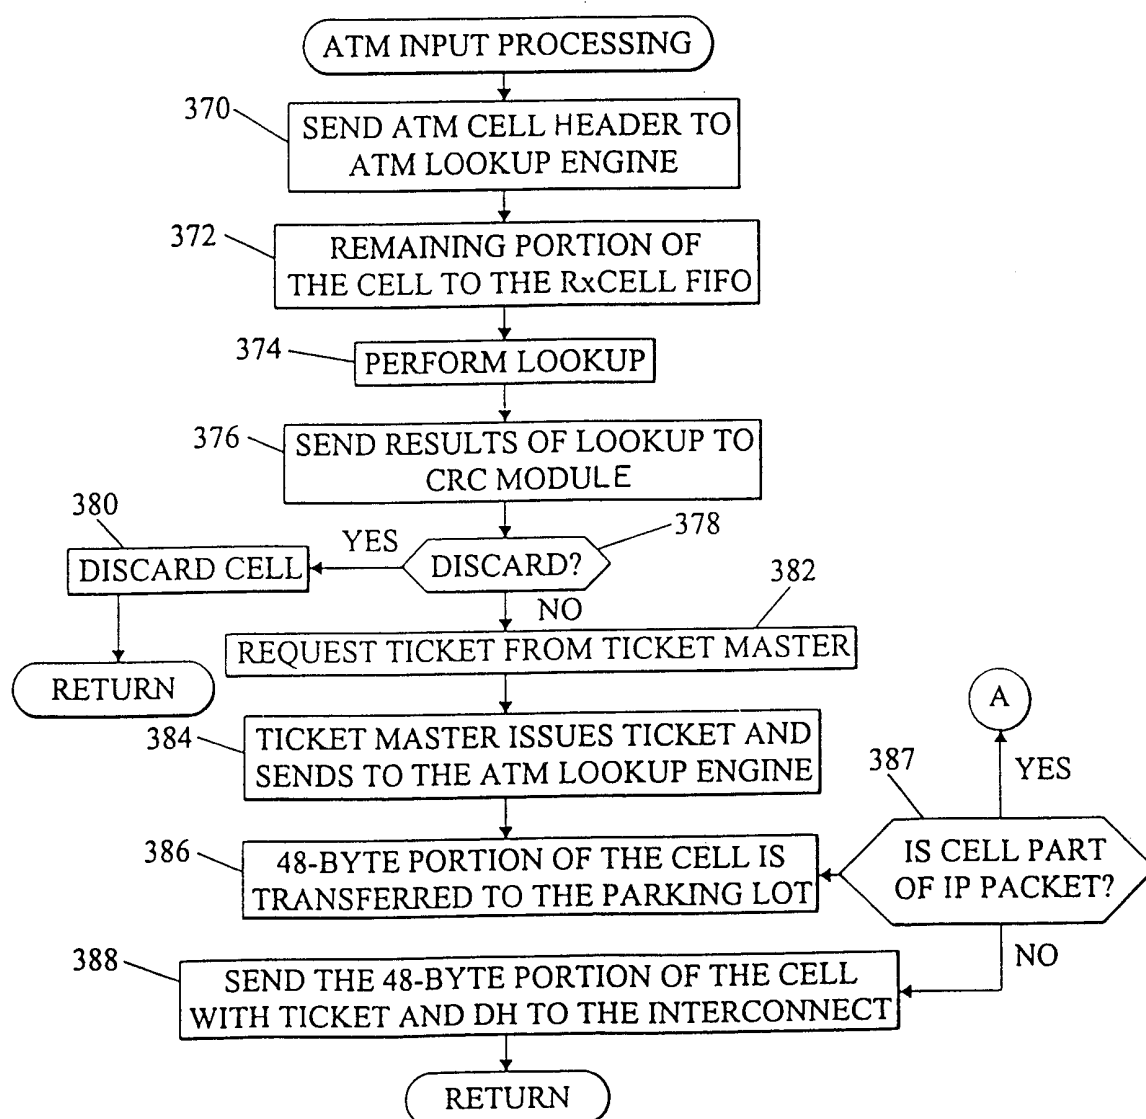 ATM INPUT PROCESSING
370
SEND ATM CELL HEADER TO
ATM LOOKUP ENGINE
372
REMAINING PORTION OF
THE CELL TO THE RxCELL FIFO
374
PERFORM LOOKUP
376
SEND RESULTS OF LOOKUP TO
CRC MODULE
380
378
YES
DISCARD CELL
DISCARD?
NO
382
REQUEST TICKET FROM TICKET MASTER
RETURN
A
384
TICKET MASTER ISSUES TICKET AND
SENDS TO THE ATM LOOKUP ENGINE
387
YES
386
48-BYTE PORTION OF THE CELL IS
TRANSFERRED TO THE PARKING LOT
IS CELL PART
OF IP PACKET?
NO
388
SEND THE 48-BYTE PORTION OF THE CELL
WITH TICKET AND DH TO THE INTERCONNECT
RETURN